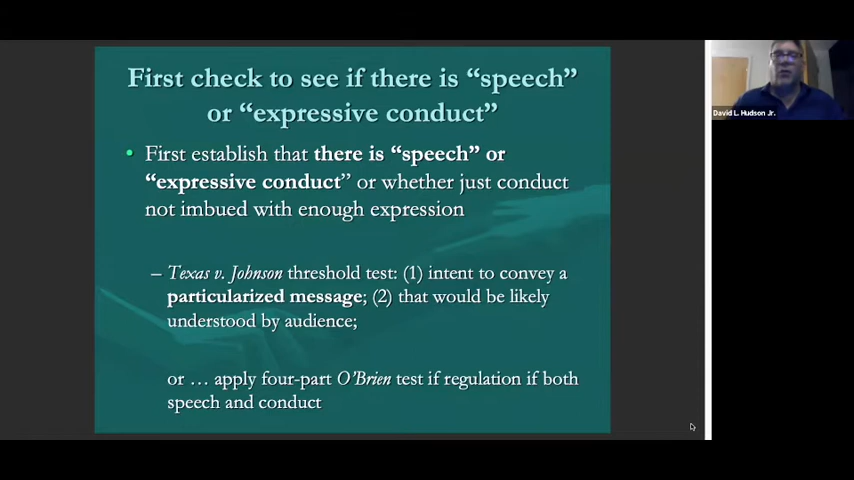 First check to see if there is “speech”
or “expressive conduct”
• First establish that there is “speech” or
“expressive conduct” or whether just conduct
not imbued with enough expression
– Texas v. Johnson threshold test: (1) intent to convey a
particularized message; (2) that would be likely
understood by audience;
or … apply four-part O’Brien test if regulation if both
speech and conduct
David L. Hudson Jr.